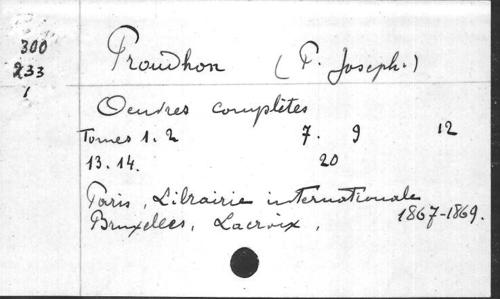 300
233
1
Proudhon (P. Joseph.)
Oeuvres complètes
Tomes 1. 2 7. 9 12
13. 14. 20
Paris, Librairie internationale
Bruxelles, Lacroix, 1867-1869.